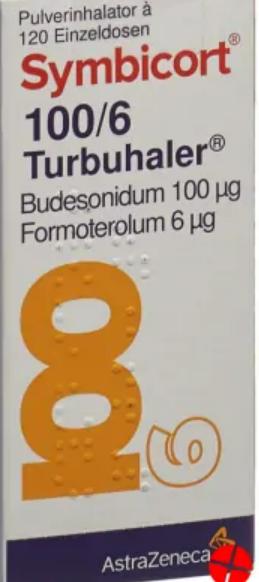 Pulverinhalator à
120 Einzeldosen
Symbicort®
100/6
Turbuhaler®
Budesonidum 100 µg
Formoterolum 6 µg
100
6
AstraZeneca